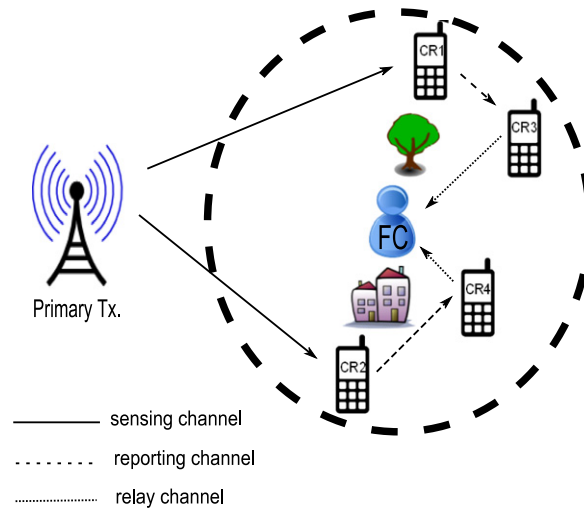 CR1
CR3
FC
Primary Tx.
CR4
CR2
sensing channel
reporting channel
relay channel